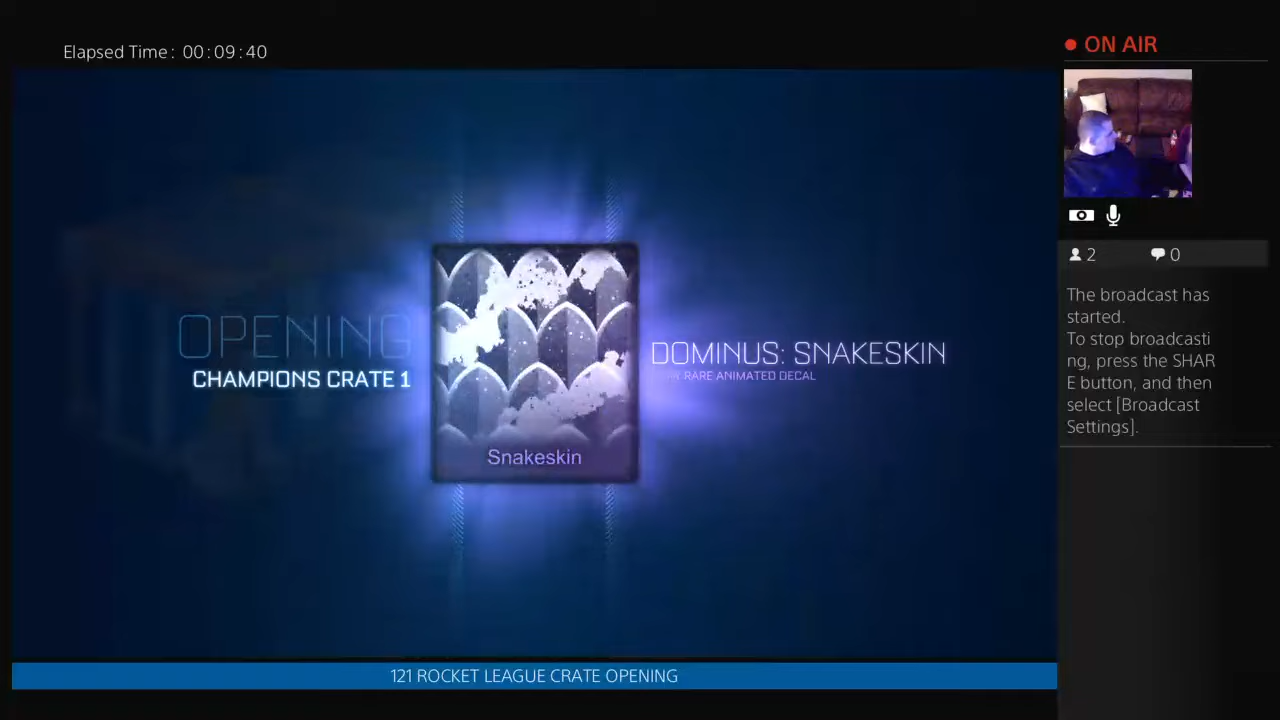 Elapsed Time: 00:09:40
ON AIR
OPENING
CHAMPIONS CRATE 1
Snakeskin
DOMINUS: SNAKESKIN
RARE ANIMATED DECAL
2
0
The broadcast has
started.
To stop broadcasti
ng, press the SHAR
E button, and then
select [Broadcast
Settings].
121 ROCKET LEAGUE CRATE OPENING